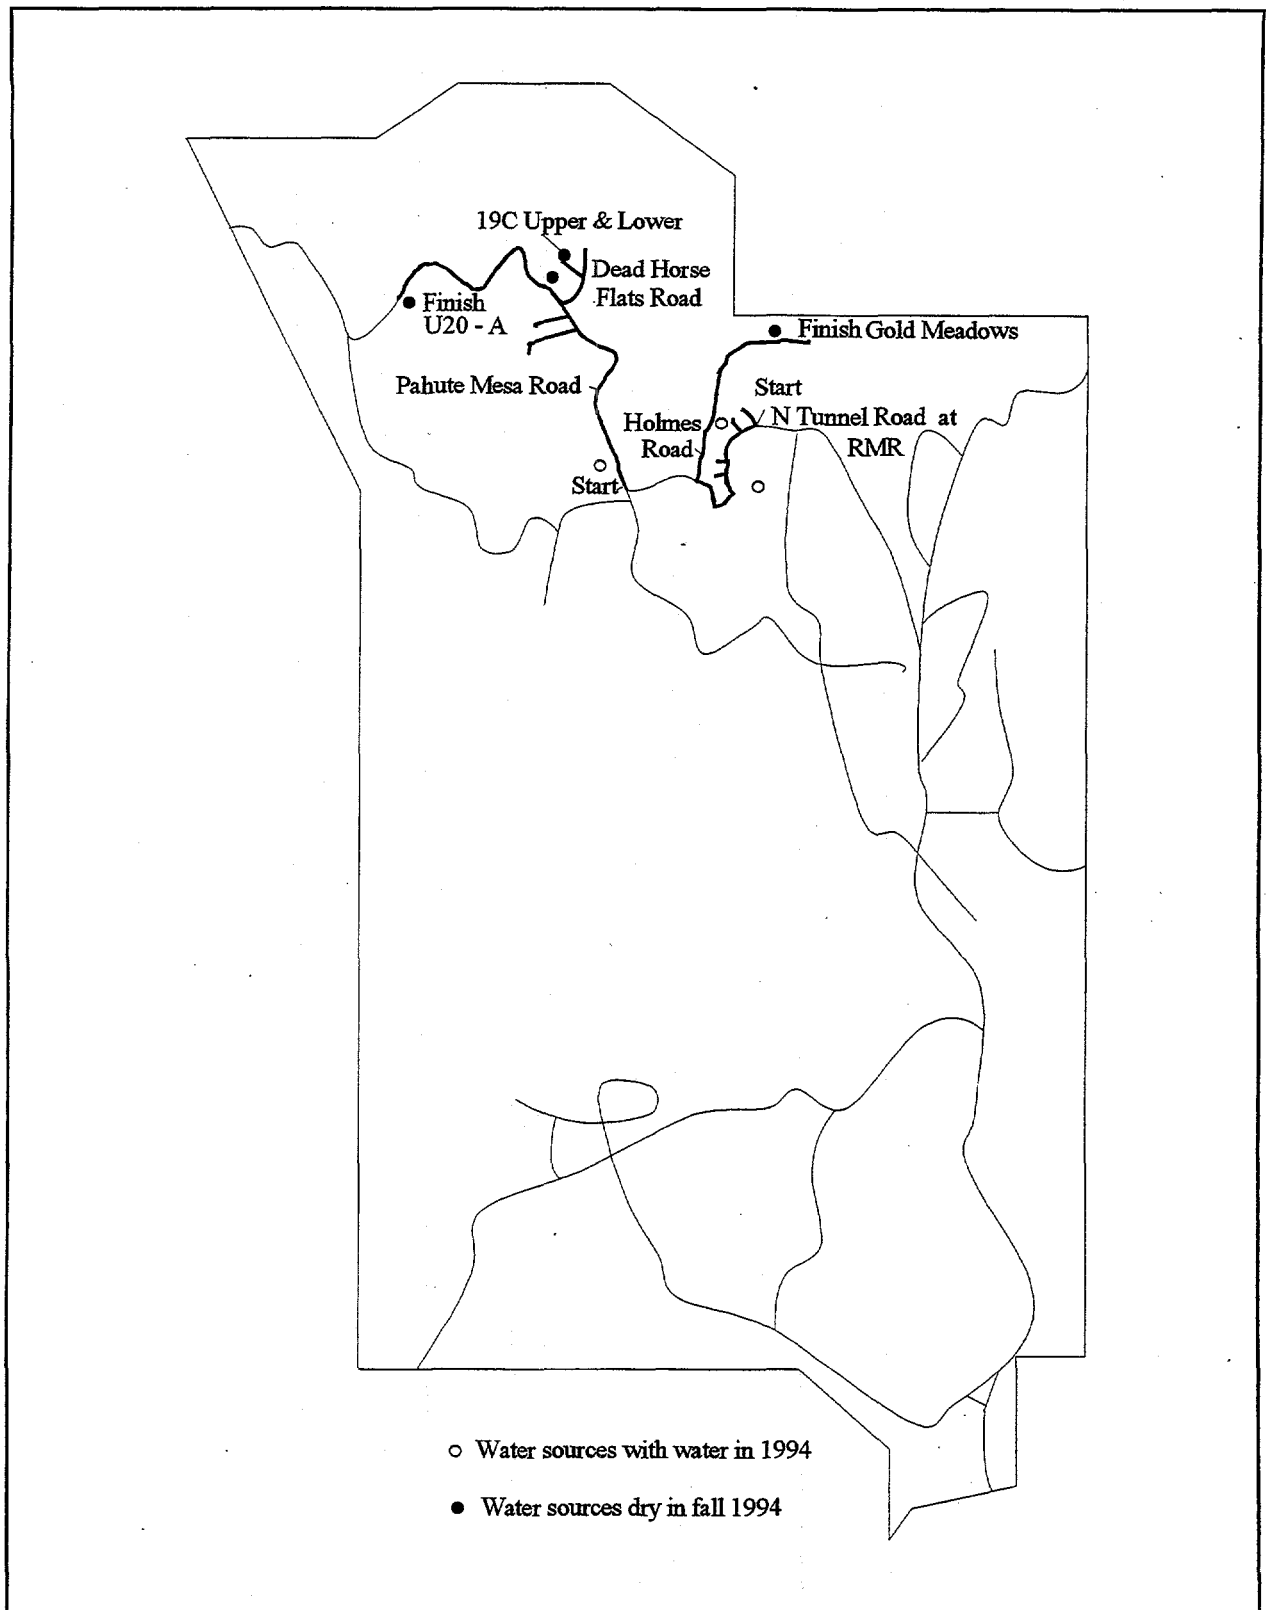 19C Upper & Lower
Dead Horse
Flats Road
Finish
U20 - A
Finish Gold Meadows
Pahute Mesa Road
Start
Holmes
Road
N Tunnel Road at
RMR
Start
Water sources with water in 1994
Water sources dry in fall 1994